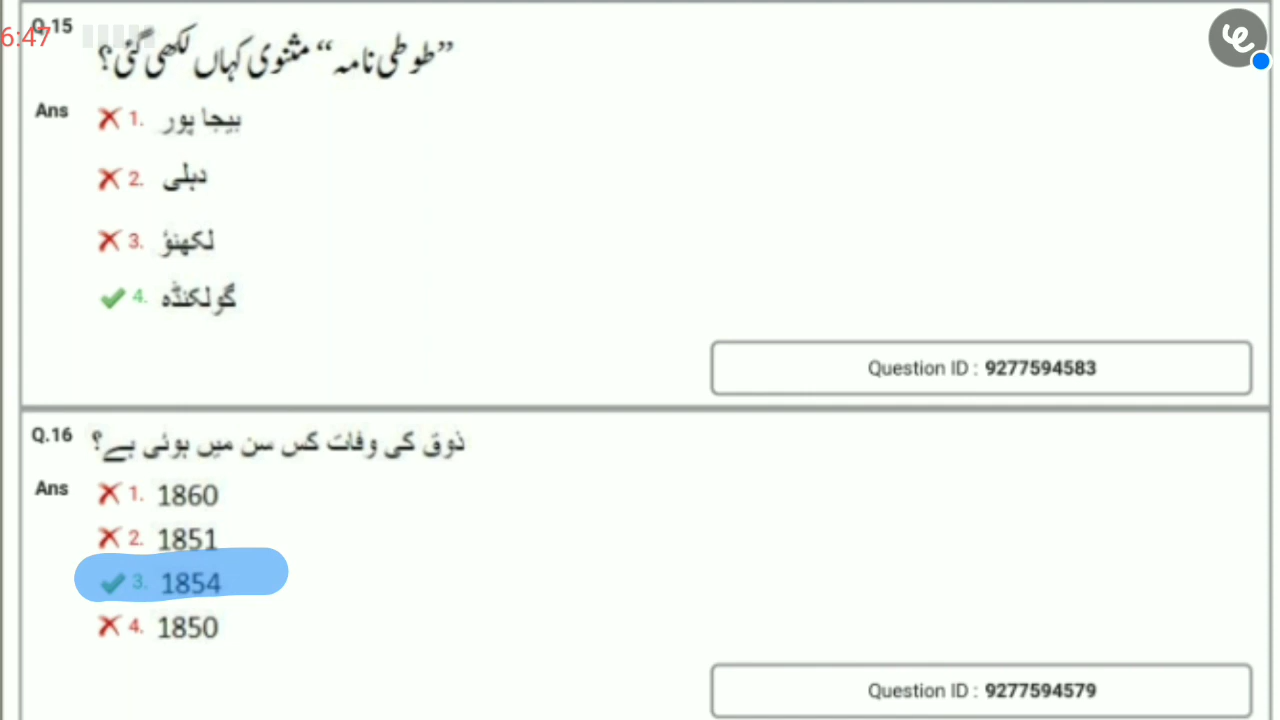 6:47
Q.15
”طوطی نامہ“ مثنوی کہاں لکھی گئی؟
Ans
1. بیجا پور
2. دہلی
3. لکھنؤ
4. گولکنڈہ
Question ID : 9277594583
Q.16 ذوق کی وفات کس سن میں ہوئی ہے؟
Ans
1. 1860
2. 1851
3. 1854
4. 1850
Question ID : 9277594579